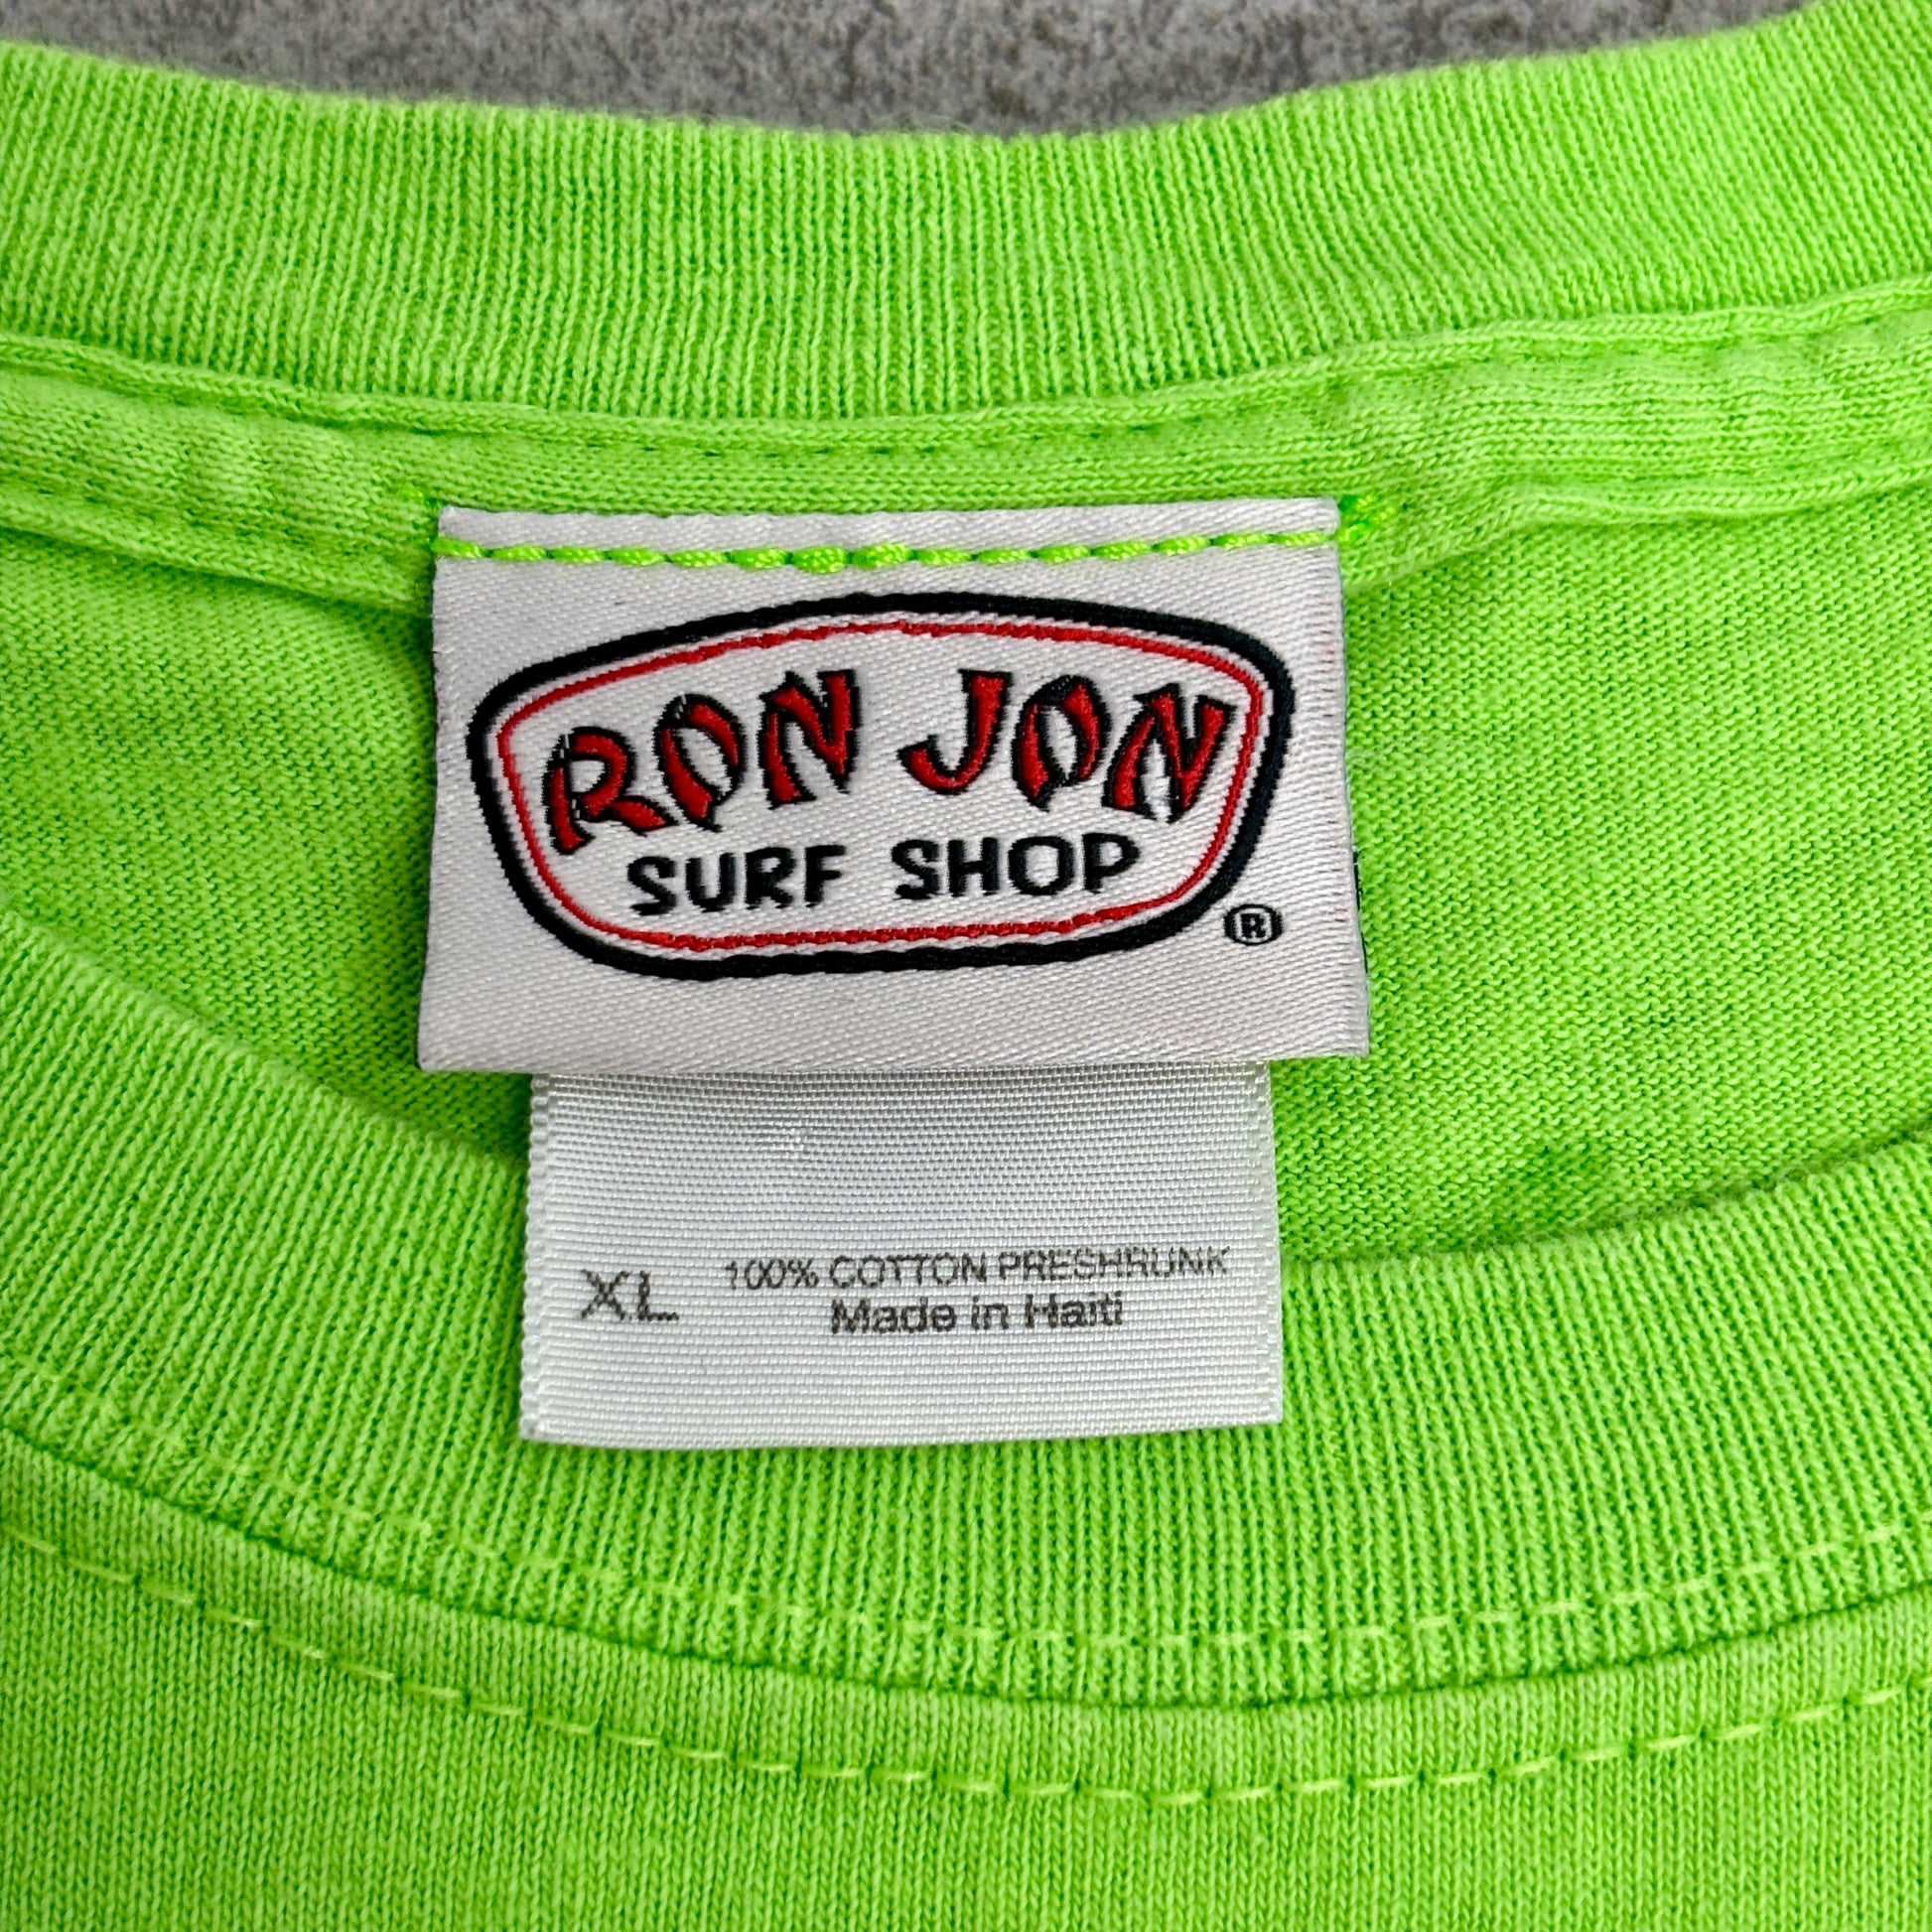 RON JON
SURF SHOP
®
XL 100% COTTON PRESHRUNK
Made in Haiti